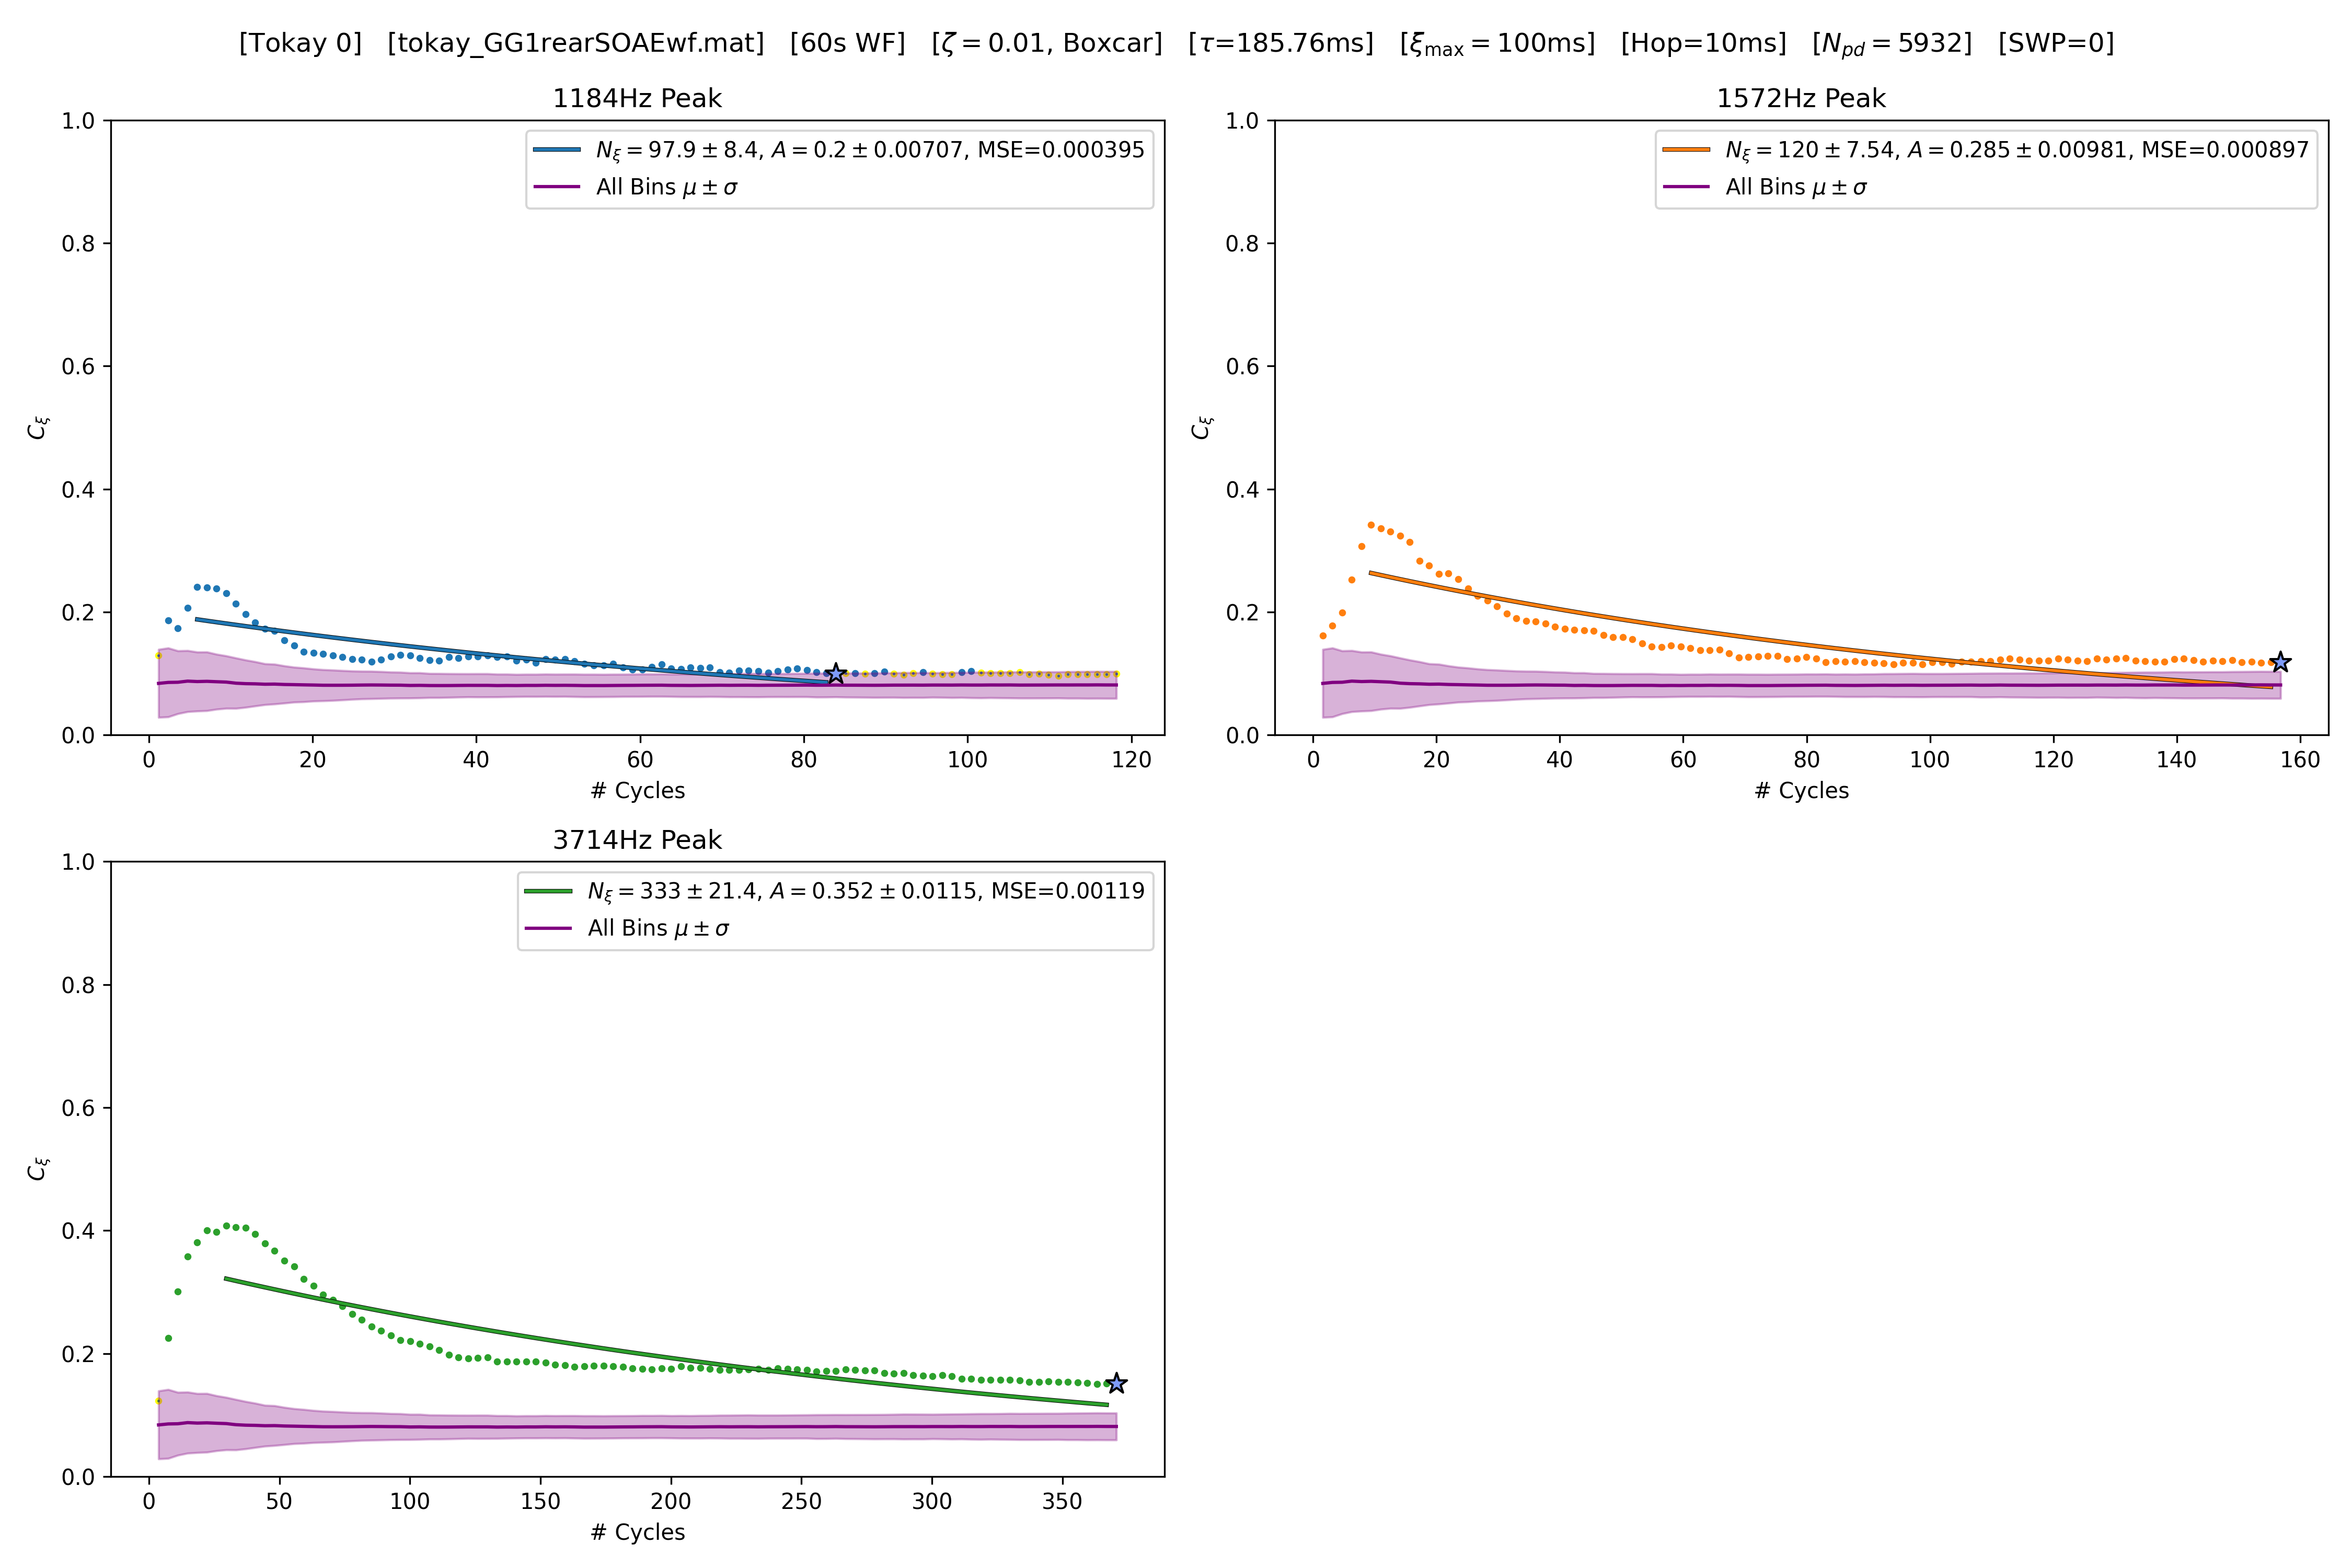 [Tokay 0] [tokay_GG1rearSOAEwf.mat] [60s WF] [ζ = 0.01, Boxcar] [τ=185.76ms] [ξmax = 100ms] [Hop=10ms] [Npd = 5932] [SWP=0]
1184Hz Peak
Nξ = 97.9 ± 8.4, A = 0.2 ± 0.00707, MSE=0.000395
All Bins μ ± σ
1.0
0.8
0.6
0.4
0.2
0.0
Cξ
0 20 40 60 80 100 120
# Cycles
1572Hz Peak
Nξ = 120 ± 7.54, A = 0.285 ± 0.00981, MSE=0.000897
All Bins μ ± σ
1.0
0.8
0.6
0.4
0.2
0.0
Cξ
0 20 40 60 80 100 120 140 160
# Cycles
3714Hz Peak
Nξ = 333 ± 21.4, A = 0.352 ± 0.0115, MSE=0.00119
All Bins μ ± σ
1.0
0.8
0.6
0.4
0.2
0.0
Cξ
0 50 100 150 200 250 300 350
# Cycles